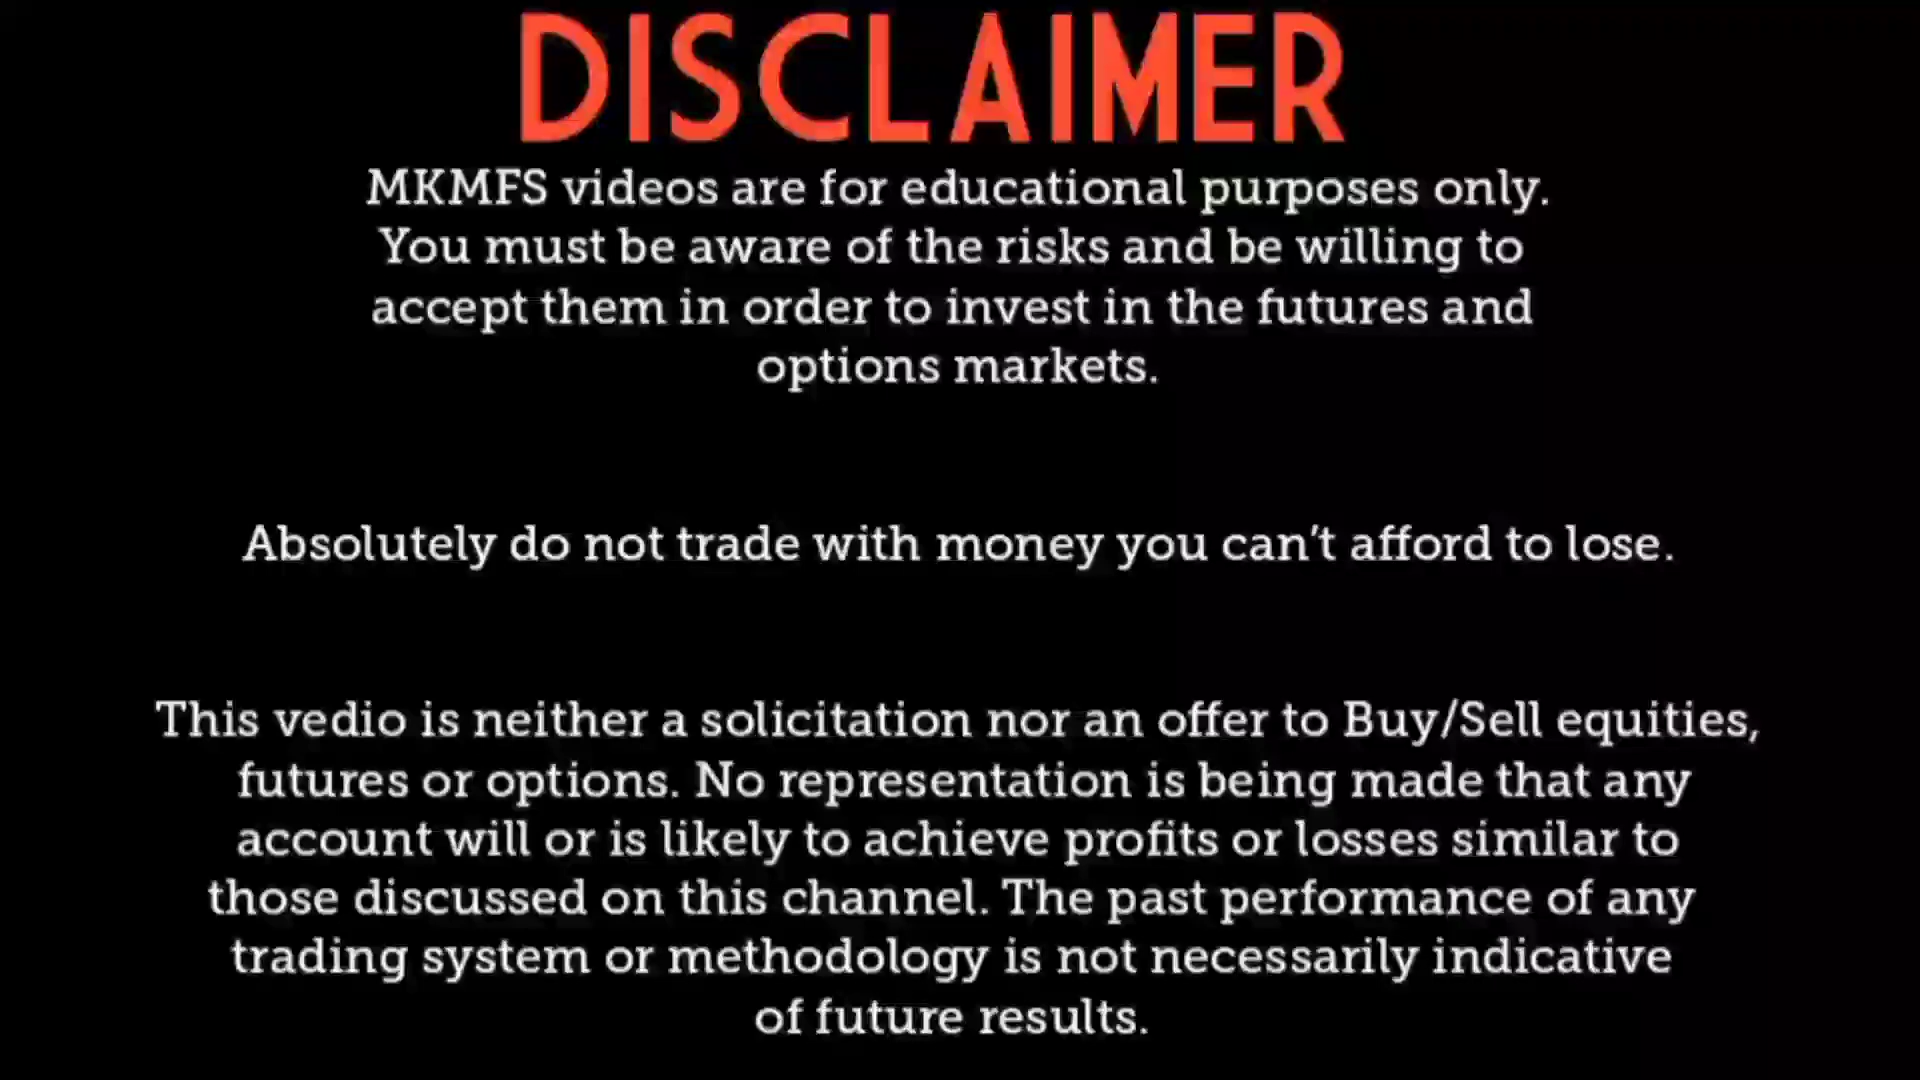 DISCLAIMER
MKMFS videos are for educational purposes only.
You must be aware of the risks and be willing to
accept them in order to invest in the futures and
options markets.
Absolutely do not trade with money you can't afford to lose.
This vedio is neither a solicitation nor an offer to Buy/Sell equities,
futures or options. No representation is being made that any
account will or is likely to achieve profits or losses similar to
those discussed on this channel. The past performance of any
trading system or methodology is not necessarily indicative
of future results.